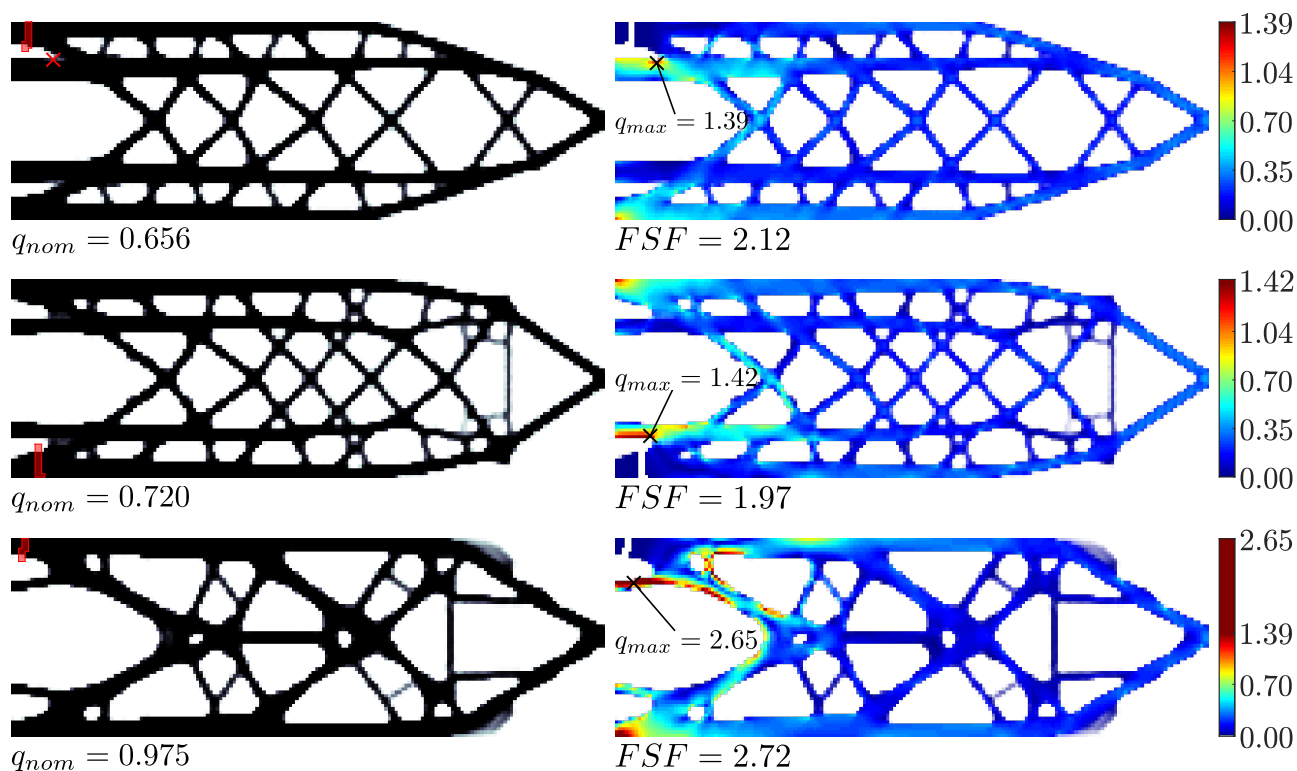 1.39
1.04
0.70
0.35
0.00
q_{max} = 1.39
q_{nom} = 0.656
FSF = 2.12
1.42
1.04
0.70
0.35
0.00
q_{max} = 1.42
q_{nom} = 0.720
FSF = 1.97
2.65
1.39
0.70
0.00
q_{max} = 2.65
q_{nom} = 0.975
FSF = 2.72